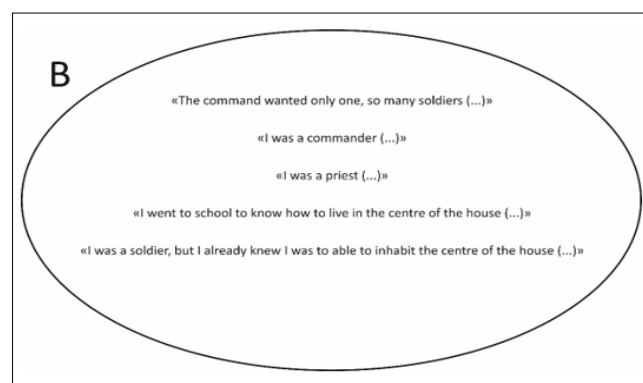 B
«The command wanted only one, so many soldiers (...)»
«I was a commander (...)»
«I was a priest (...)»
«I went to school to know how to live in the centre of the house (...)»
«I was a soldier, but I already knew I was to able to inhabit the centre of the house (...)»